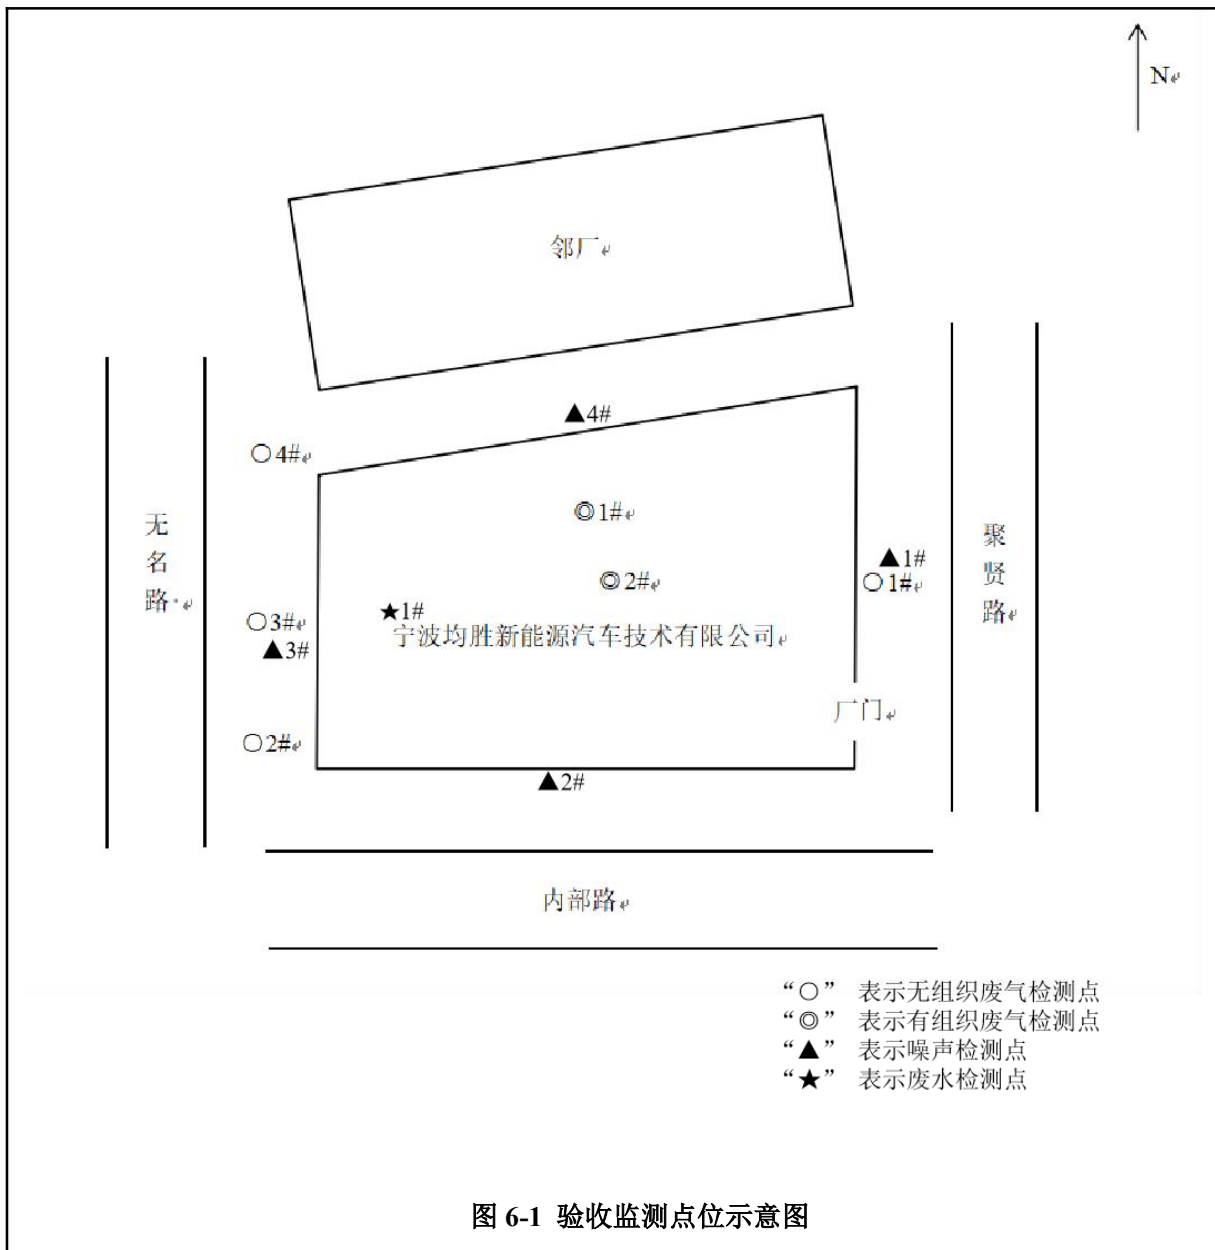 N
邻厂
▲4#
○4#
◎1#
无名路
聚贤路
▲1#
◎2#
○1#
★1#
○3#
宁波均胜新能源汽车技术有限公司
▲3#
厂门
○2#
▲2#
内部路
“○” 表示无组织废气检测点
“◎” 表示有组织废气检测点
“▲” 表示噪声检测点
“★” 表示废水检测点
图 6-1 验收监测点位示意图